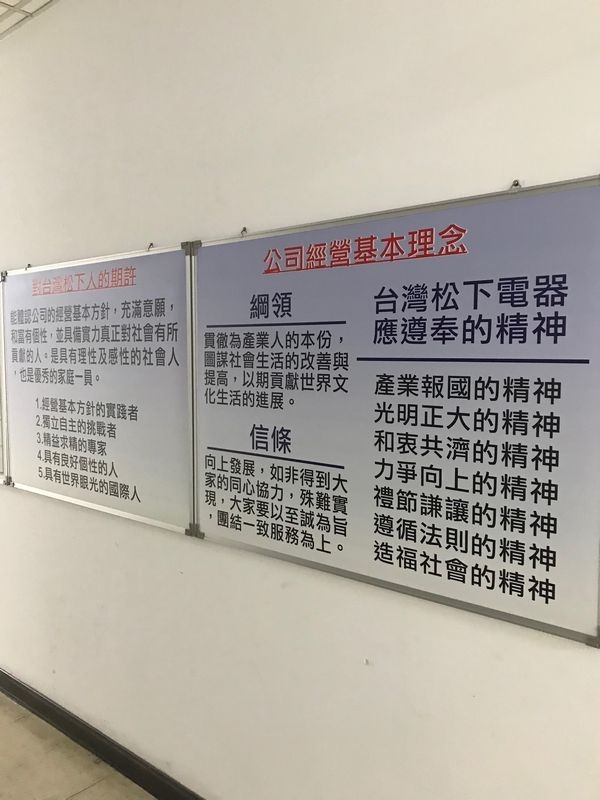 對台灣松下人的期許
能體認公司的經營基本方針，充滿意願，
和富有個性，並具備實力真正對社會有所
貢獻的人。是具有理性及感性的社會人
，也是優秀的家庭一員。
1.經營基本方針的實踐者
2.獨立自主的挑戰者
3.精益求精的專家
4.具有良好個性的人
5.具有世界眼光的國際人
公司經營基本理念
綱領
貫徹為產業人的本份，
圖謀社會生活的改善與
提高，以期貢獻世界文
化生活的進展。
信條
向上發展，如非得到大
家的同心協力，殊難實
現，大家要以至誠為旨
，團結一致服務為上。
台灣松下電器
應遵奉的精神
產業報國的精神
光明正大的精神
和衷共濟的精神
力爭向上的精神
禮節謙讓的精神
遵循法則的精神
造福社會的精神